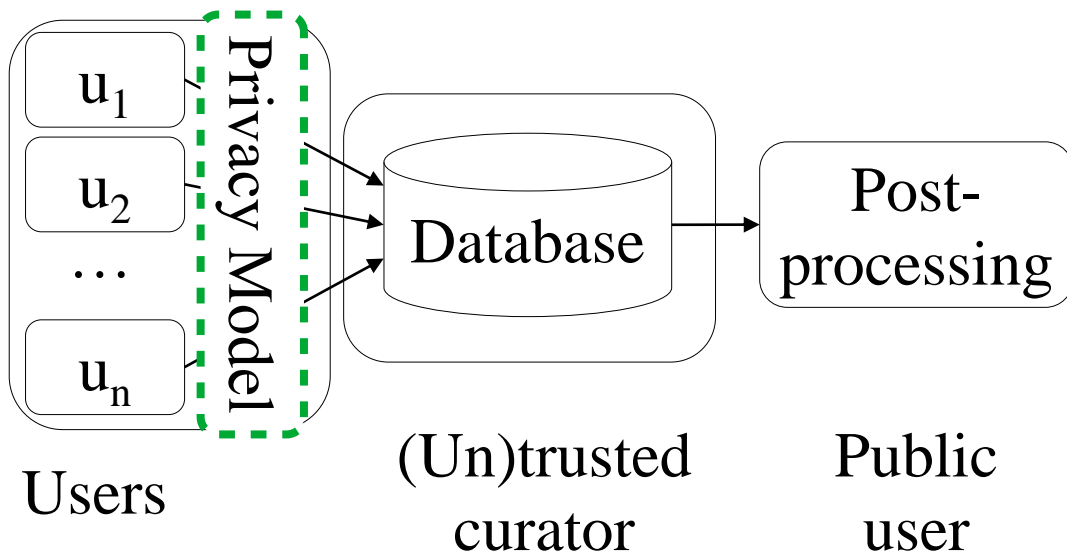 u1
u2
…
un
Privacy Model
Database
Post-
processing
Users
(Un)trusted
curator
Public
user